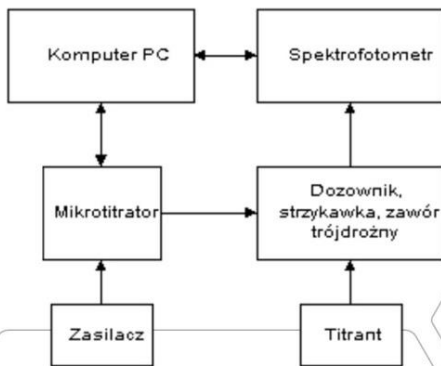 Komputer PC
Spektrofotometr
Mikrotitrator
Dozownik,
strzykawka, zawór
trójdrożny
Zasilacz
Titrant